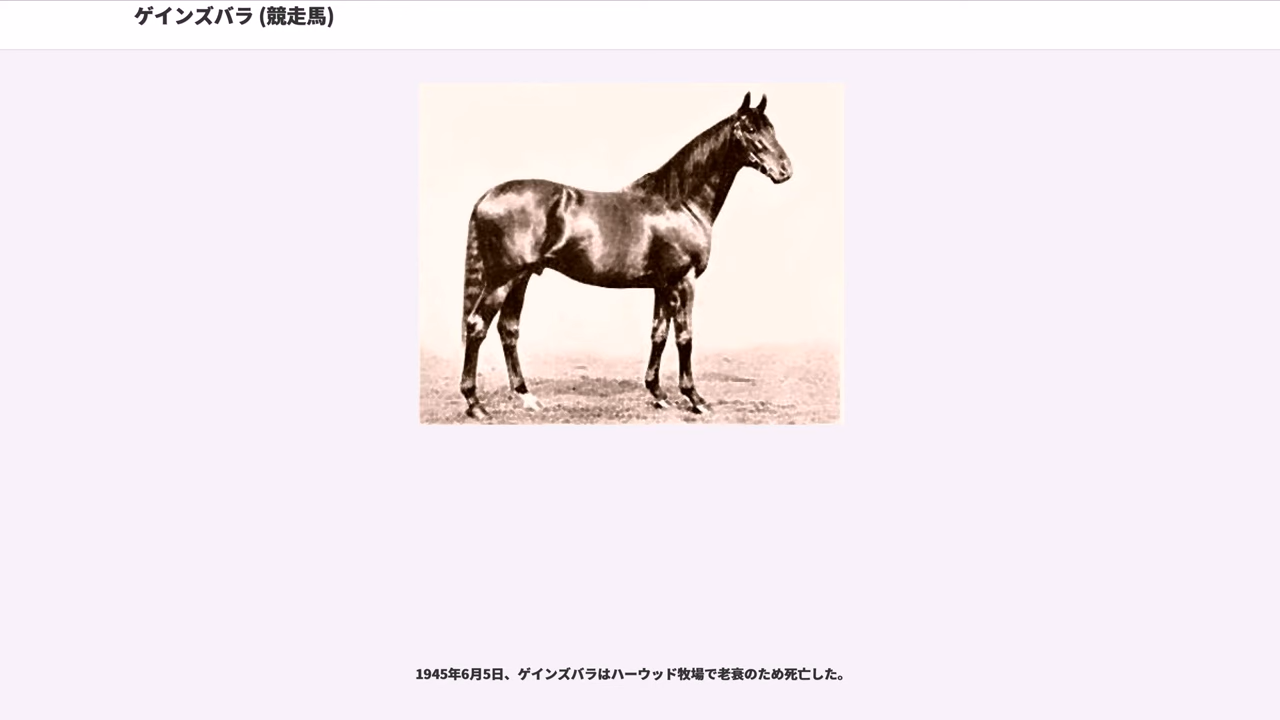 ゲインズバラ (競走馬)
1945年6月5日、ゲインズバラはハーウッド牧場で老衰のため死亡した。